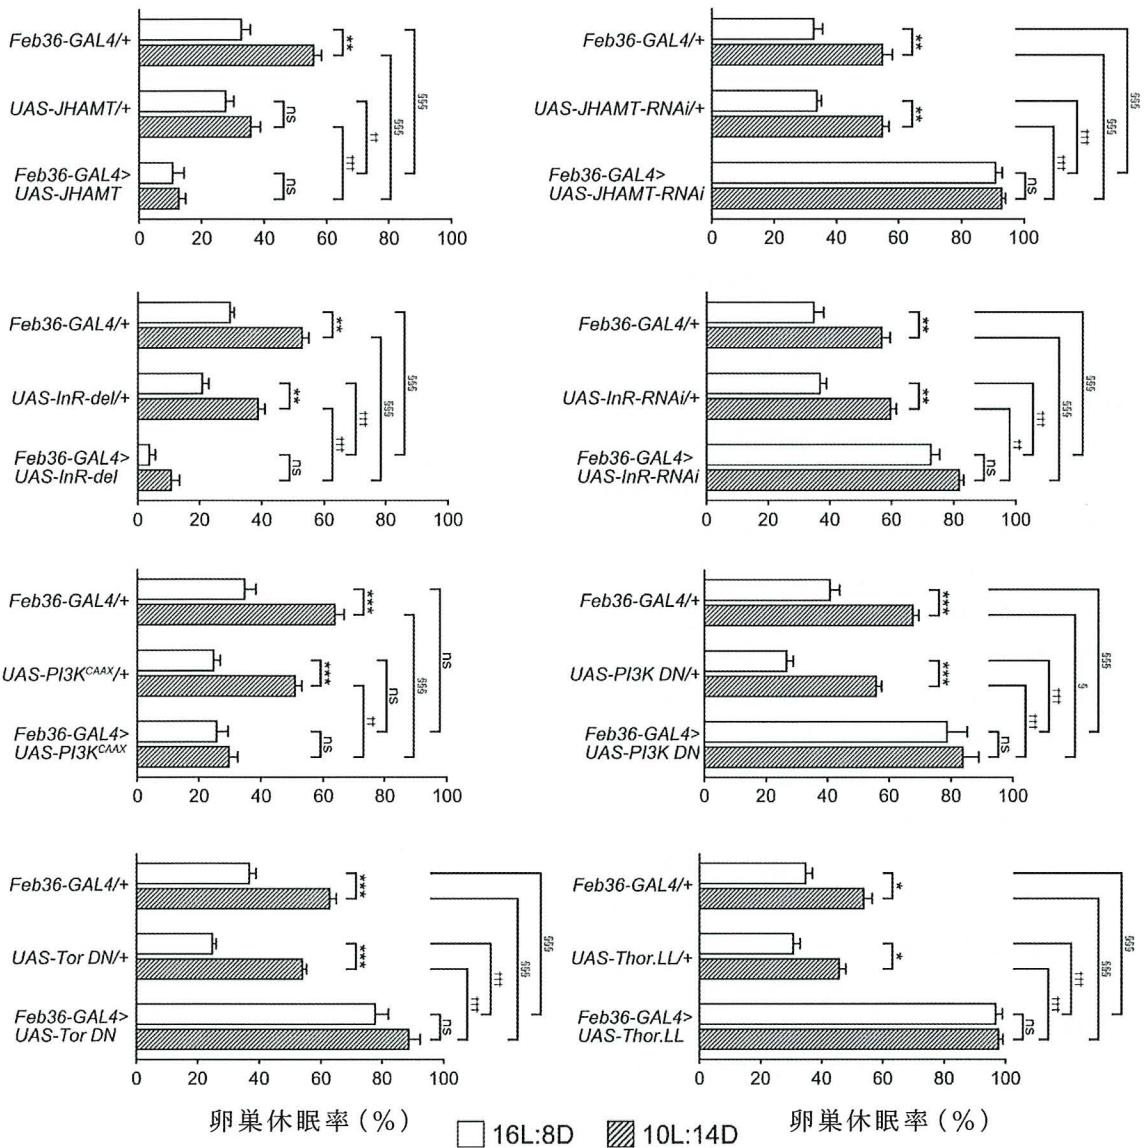 Feb36-GAL4/+
**
§§§
UAS-JHAMT/+
ns
††
§§§
†††
Feb36-GAL4>
UAS-JHAMT
ns
0 20 40 60 80 100
Feb36-GAL4/+
**
§§§
UAS-JHAMT-RNAi/+
**
§§§
†††
†††
Feb36-GAL4>
UAS-JHAMT-RNAi
ns
0 20 40 60 80 100
Feb36-GAL4/+
**
§§§
UAS-InR-del/+
**
§§§
†††
†††
Feb36-GAL4>
UAS-InR-del
ns
0 20 40 60 80 100
Feb36-GAL4/+
**
§§§
UAS-InR-RNAi/+
**
§§§
†††
††
Feb36-GAL4>
UAS-InR-RNAi
ns
0 20 40 60 80 100
Feb36-GAL4/+
***
ns
UAS-PI3K^CAAX/+
***
ns
§§§
††
Feb36-GAL4>
UAS-PI3K^CAAX
ns
0 20 40 60 80 100
Feb36-GAL4/+
***
§§§
UAS-PI3K DN/+
***
§
†††
†††
Feb36-GAL4>
UAS-PI3K DN
ns
0 20 40 60 80 100
Feb36-GAL4/+
***
§§§
UAS-Tor DN/+
***
§§§
†††
†††
Feb36-GAL4>
UAS-Tor DN
ns
0 20 40 60 80 100
卵巣休眠率(%)
Feb36-GAL4/+
*
§§§
UAS-Thor.LL/+
*
§§§
†††
†††
Feb36-GAL4>
UAS-Thor.LL
ns
0 20 40 60 80 100
卵巣休眠率(%)
16L:8D 10L:14D